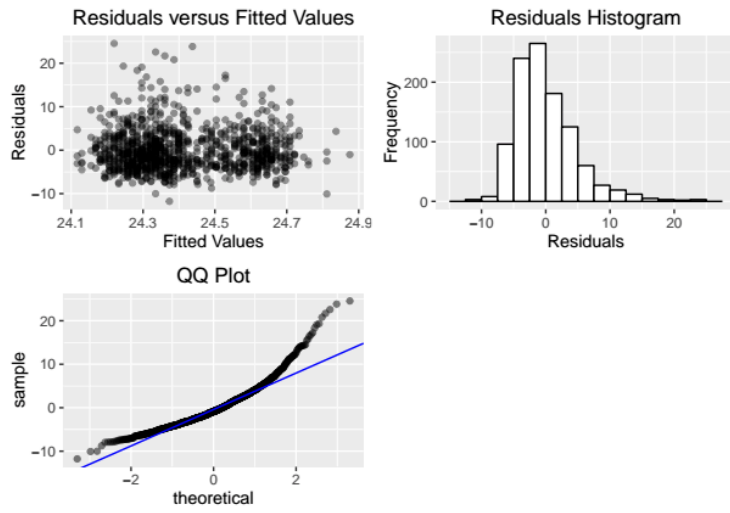 Residuals versus Fitted Values
Residuals
20
10
0
−10
24.1 24.3 24.5 24.7 24.9
Fitted Values
Residuals Histogram
Frequency
200
100
0
−10 0 10 20
Residuals
QQ Plot
sample
20
10
0
−10
−2 0 2
theoretical